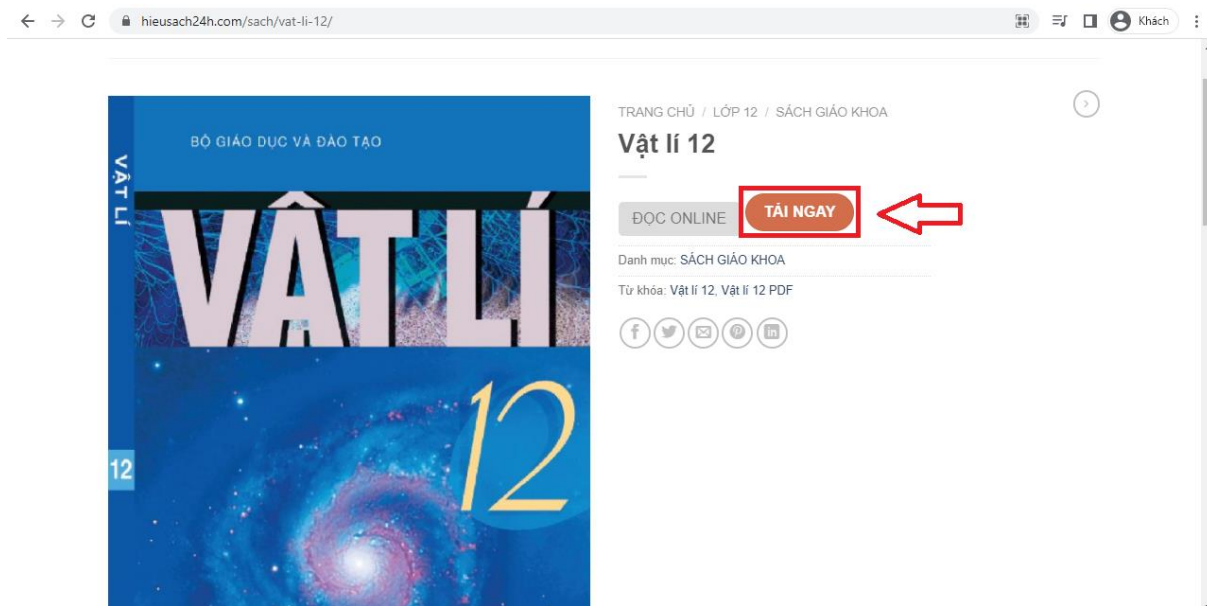 hieusach24h.com/sach/vat-li-12/
Khách
BỘ GIÁO DỤC VÀ ĐÀO TẠO
VẬT LÍ
VẬT LÍ
12
12
TRANG CHỦ / LỚP 12 / SÁCH GIÁO KHOA
Vật lí 12
ĐỌC ONLINE
TẢI NGAY
Danh mục: SÁCH GIÁO KHOA
Từ khóa: Vật lí 12, Vật lí 12 PDF